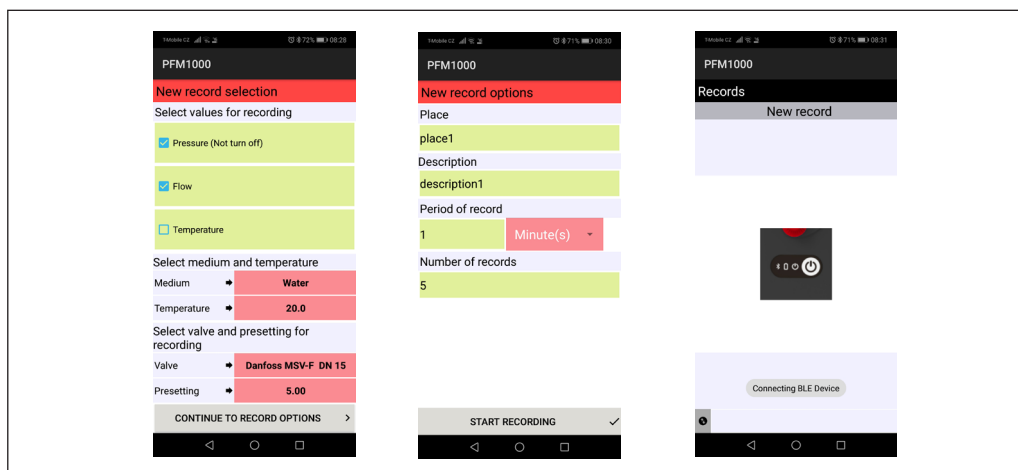 T-Mobile CZ 72% 08:28
PFM1000
New record selection
Select values for recording
Pressure (Not turn off)
Flow
Temperature
Select medium and temperature
Medium Water
Temperature 20.0
Select valve and presetting for
recording
Valve Danfoss MSV-F DN 15
Presetting 5.00
CONTINUE TO RECORD OPTIONS
T-Mobile CZ 71% 08:30
PFM1000
New record options
Place
place1
Description
description1
Period of record
1 Minute(s)
Number of records
5
START RECORDING
T-Mobile CZ 71% 08:31
PFM1000
Records
New record
Connecting BLE Device